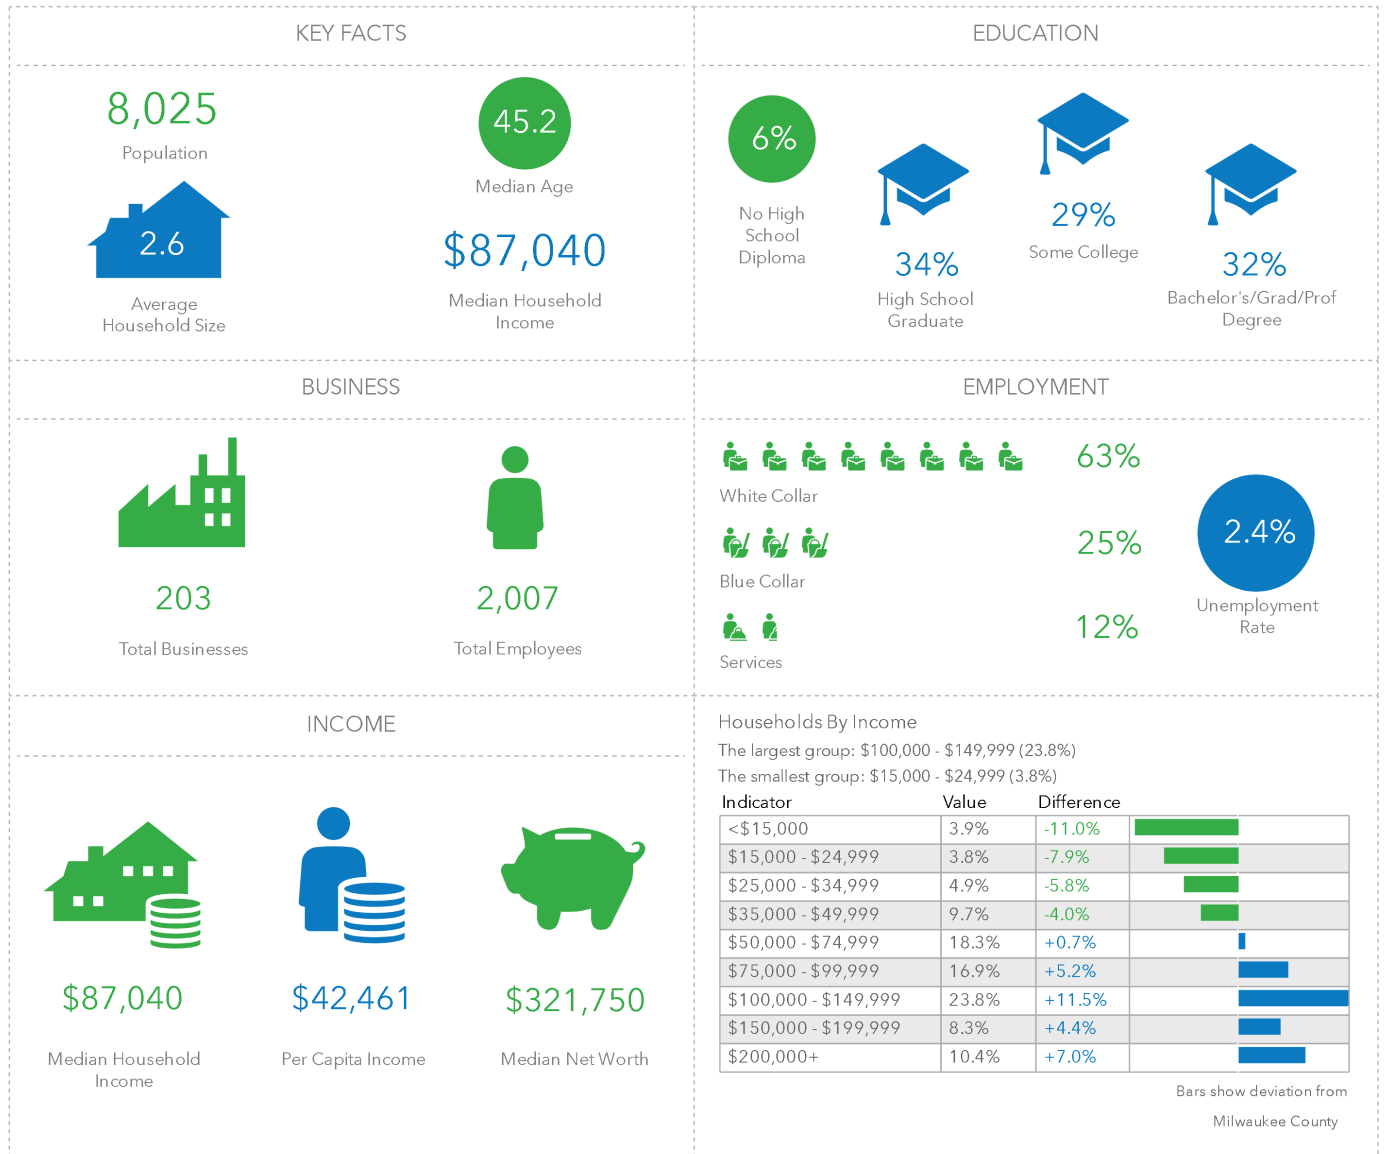 KEY FACTS
8,025
Population
45.2
Median Age
2.6
Average
Household Size
$87,040
Median Household
Income
EDUCATION
6%
No High
School
Diploma
34%
High School
Graduate
29%
Some College
32%
Bachelor's/Grad/Prof
Degree
BUSINESS
203
Total Businesses
2,007
Total Employees
EMPLOYMENT
63%
White Collar
25%
Blue Collar
12%
Services
2.4%
Unemployment
Rate
INCOME
$87,040
Median Household
Income
$42,461
Per Capita Income
$321,750
Median Net Worth
Households By Income
The largest group: $100,000 - $149,999 (23.8%)
The smallest group: $15,000 - $24,999 (3.8%)
Indicator Value Difference
<$15,000 3.9% -11.0%
$15,000 - $24,999 3.8% -7.9%
$25,000 - $34,999 4.9% -5.8%
$35,000 - $49,999 9.7% -4.0%
$50,000 - $74,999 18.3% +0.7%
$75,000 - $99,999 16.9% +5.2%
$100,000 - $149,999 23.8% +11.5%
$150,000 - $199,999 8.3% +4.4%
$200,000+ 10.4% +7.0%
Bars show deviation from
Milwaukee County